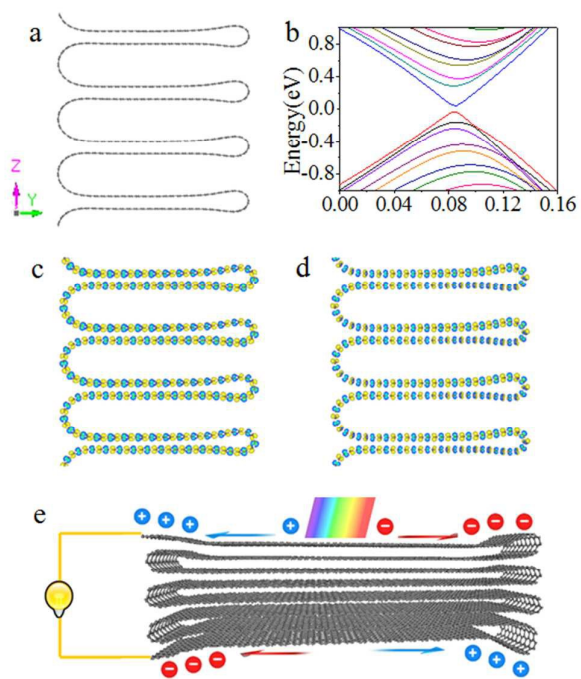 a
Z
Y
b
Energy(eV)
0.8
0.4
0.0
-0.4
-0.8
0.00 0.04 0.08 0.12 0.16
c
d
e
+ + + + - - - -
- - - - + + + +